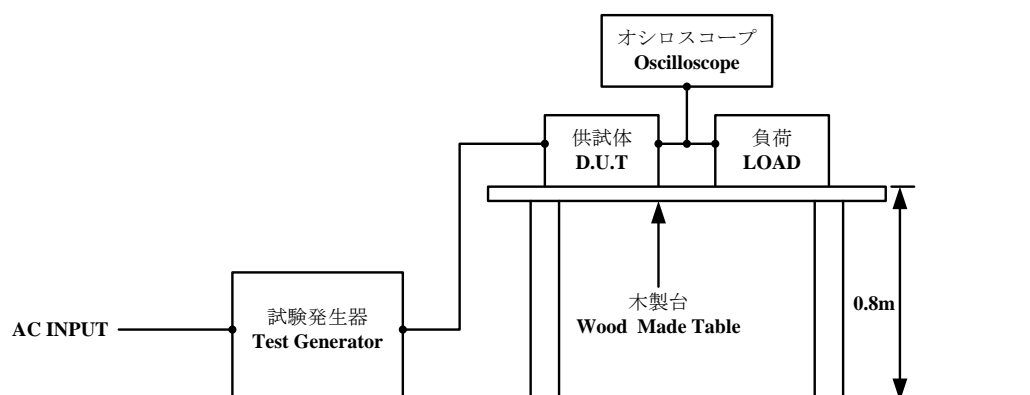 オシロスコープ
Oscilloscope
供試体
D.U.T
負荷
LOAD
試験発生器
Test Generator
AC INPUT
木製台
Wood Made Table
0.8m